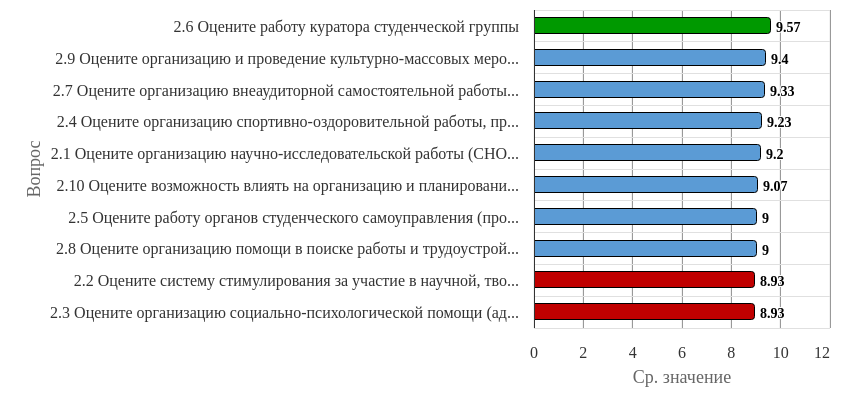 2.6 Оцените работу куратора студенческой группы 9.57
2.9 Оцените организацию и проведение культурно-массовых меро... 9.4
2.7 Оцените организацию внеаудиторной самостоятельной работы... 9.33
2.4 Оцените организацию спортивно-оздоровительной работы, пр... 9.23
2.1 Оцените организацию научно-исследовательской работы (СНО... 9.2
2.10 Оцените возможность влиять на организацию и планировани... 9.07
2.5 Оцените работу органов студенческого самоуправления (про... 9
2.8 Оцените организацию помощи в поиске работы и трудоустрой... 9
2.2 Оцените систему стимулирования за участие в научной, тво... 8.93
2.3 Оцените организацию социально-психологической помощи (ад... 8.93
Вопрос
0 2 4 6 8 10 12
Ср. значение